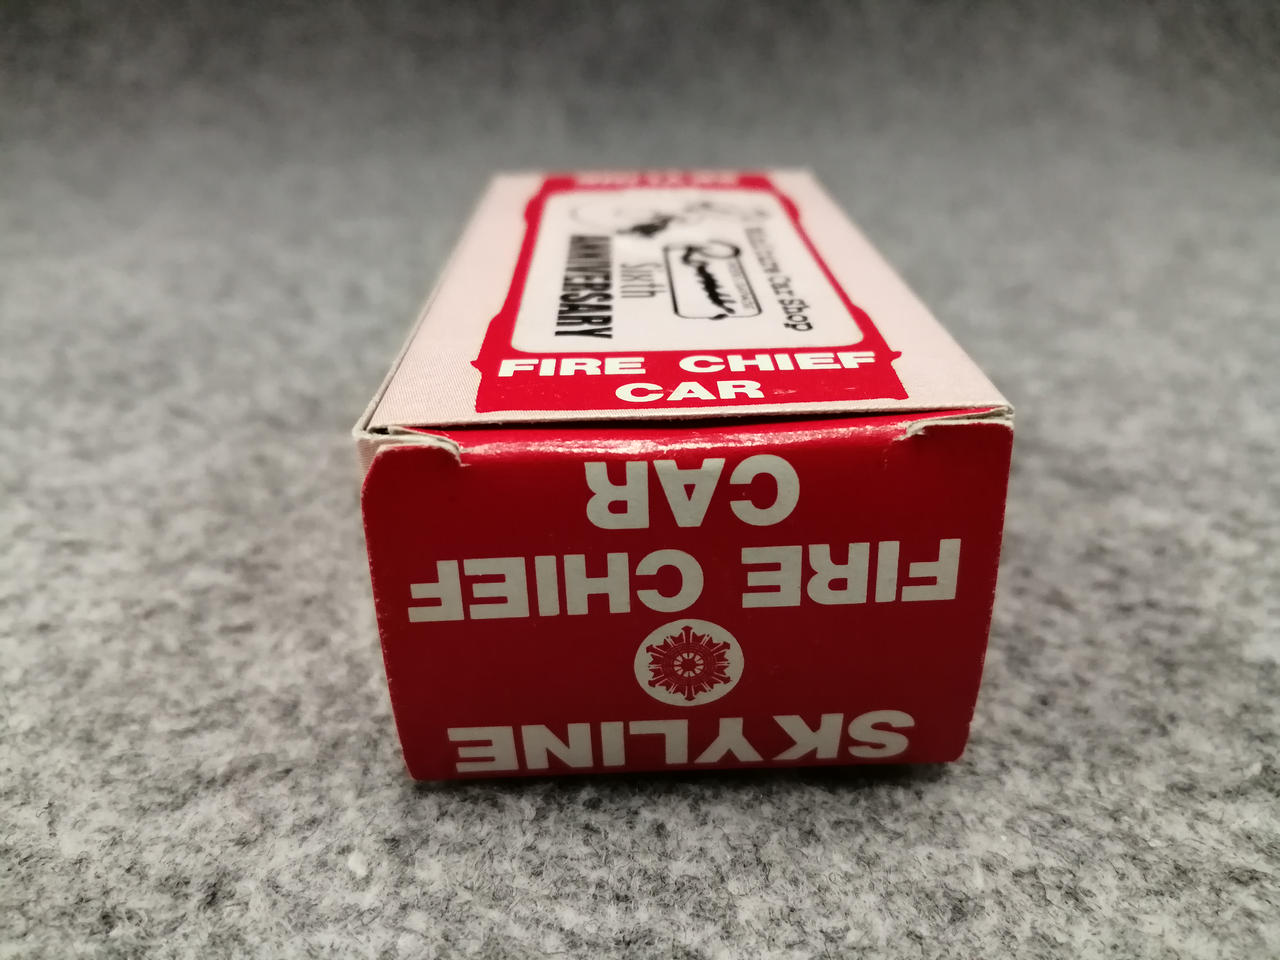 Miniature Car Shop
Sixth
ANNIVERSARY
FIRE CHIEF
CAR
SKYLINE
FIRE CHIEF
CAR